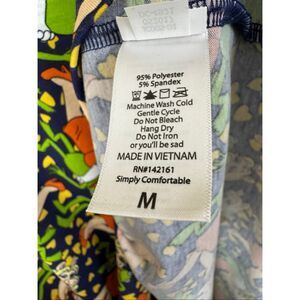 95% Polyester
5% Spandex
Machine Wash Cold
Gentle Cycle
Do Not Bleach
Hang Dry
Do Not Iron
or you'll be sad
MADE IN VIETNAM
RN#142161
Simply Comfortable
M